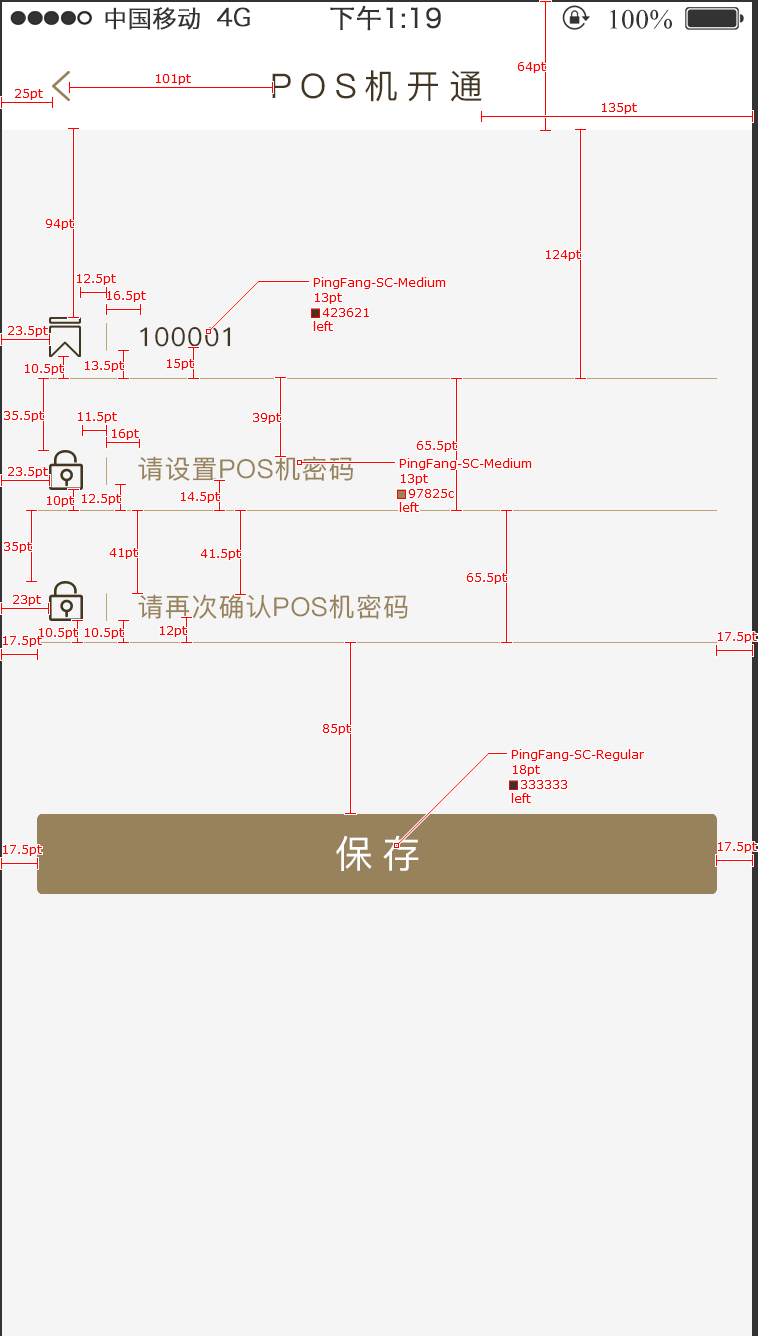 中国移动 4G 下午1:19 100%
64pt
101pt
POS机开通
25pt
135pt
94pt
124pt
12.5pt
16.5pt
PingFang-SC-Medium
13pt
423621
left
23.5pt
100001
10.5pt
13.5pt
15pt
35.5pt
11.5pt
16pt
39pt
65.5pt
PingFang-SC-Medium
13pt
97825c
left
23.5pt
请设置POS机密码
10pt
12.5pt
14.5pt
35pt
41pt
41.5pt
65.5pt
23pt
请再次确认POS机密码
17.5pt
10.5pt
10.5pt
12pt
17.5pt
85pt
PingFang-SC-Regular
18pt
333333
left
17.5pt
保存
17.5pt